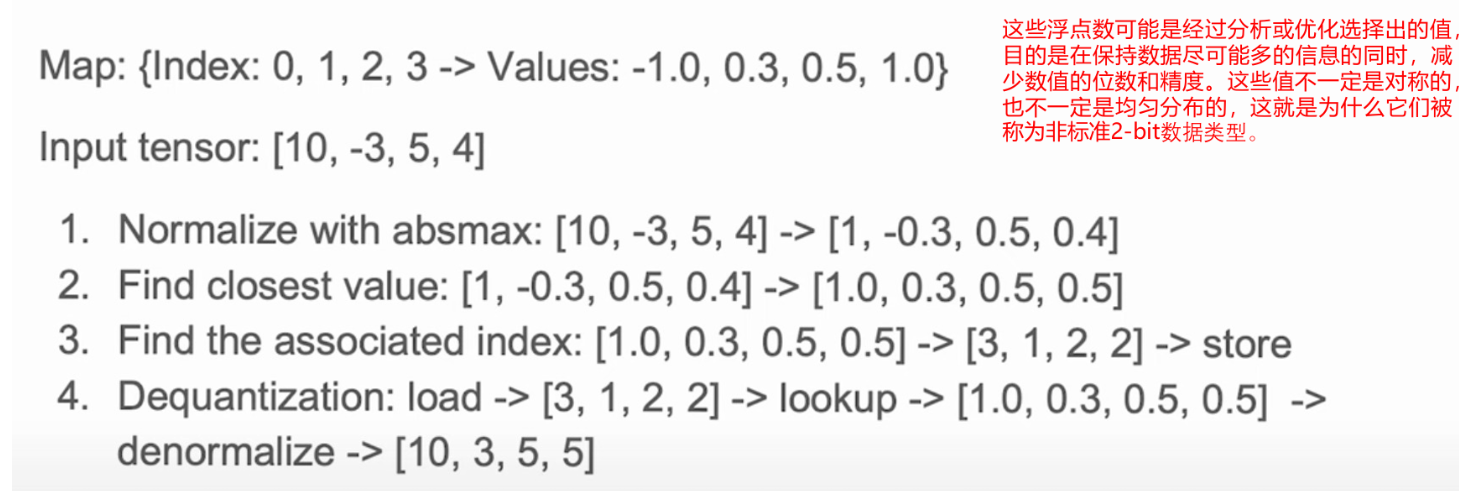 Map: {Index: 0, 1, 2, 3 -> Values: -1.0, 0.3, 0.5, 1.0}
Input tensor: [10, -3, 5, 4]
1. Normalize with absmax: [10, -3, 5, 4] -> [1, -0.3, 0.5, 0.4]
2. Find closest value: [1, -0.3, 0.5, 0.4] -> [1.0, 0.3, 0.5, 0.5]
3. Find the associated index: [1.0, 0.3, 0.5, 0.5] -> [3, 1, 2, 2] -> store
4. Dequantization: load -> [3, 1, 2, 2] -> lookup -> [1.0, 0.3, 0.5, 0.5] ->
denormalize -> [10, 3, 5, 5]
这些浮点数可能是经过分析或优化选择出的值,
目的是在保持数据尽可能多的信息的同时，减
少数值的位数和精度。这些值不一定是对称的,
也不一定是均匀分布的，这就是为什么它们被
称为非标准2-bit数据类型。